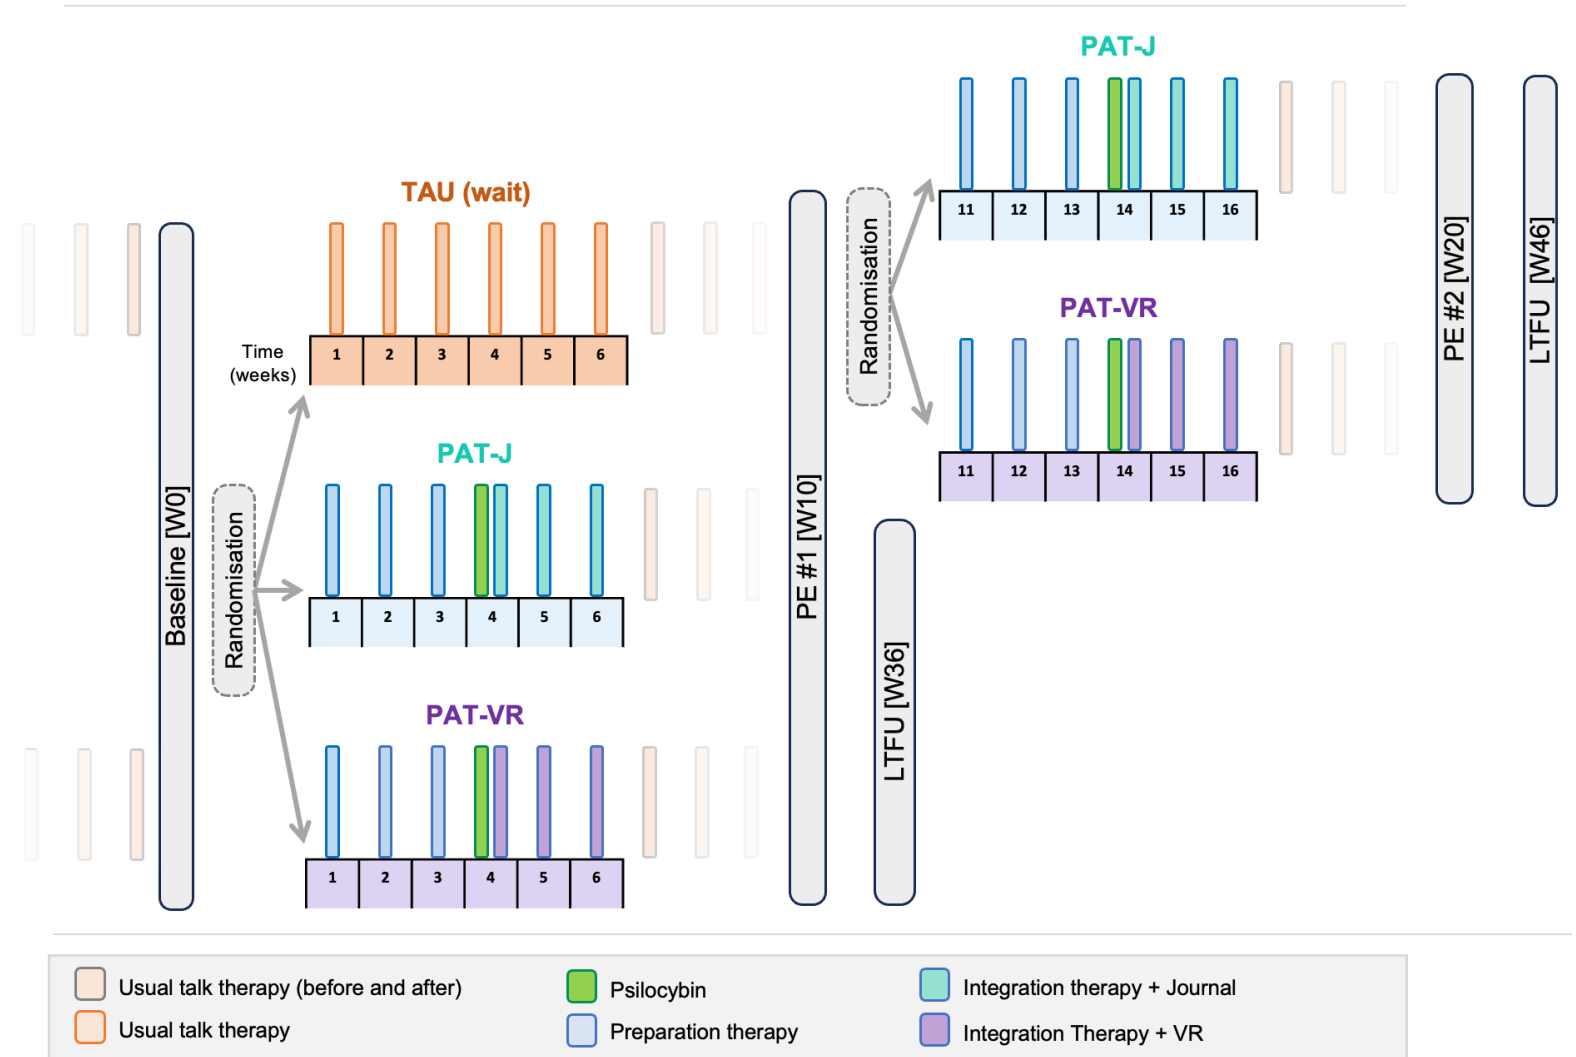 PAT-J
11 12 13 14 15 16
TAU (wait)
Time
(weeks)
1 2 3 4 5 6
PAT-VR
11 12 13 14 15 16
PAT-J
1 2 3 4 5 6
PAT-VR
1 2 3 4 5 6
Baseline [W0]
Randomisation
PE #1 [W10]
Randomisation
LTFU [W36]
PE #2 [W20]
LTFU [W46]
Usual talk therapy (before and after)
Usual talk therapy
Psilocybin
Preparation therapy
Integration therapy + Journal
Integration Therapy + VR